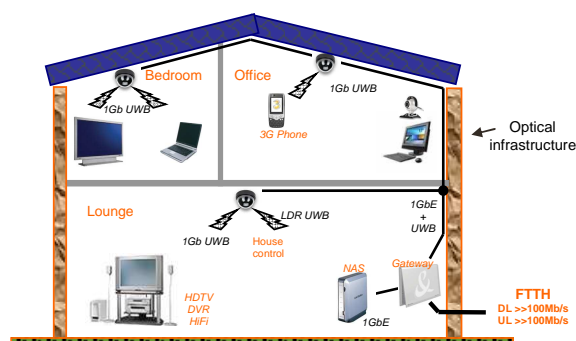 Bedroom
Office
1Gb UWB
1Gb UWB
3
3G Phone
Optical
infrastructure
Lounge
LDR UWB
1Gb UWB
House
control
1GbE
+
UWB
NAS
Gateway
&
HDTV
DVR
HiFi
1GbE
FTTH
DL >>100Mb/s
UL >>100Mb/s